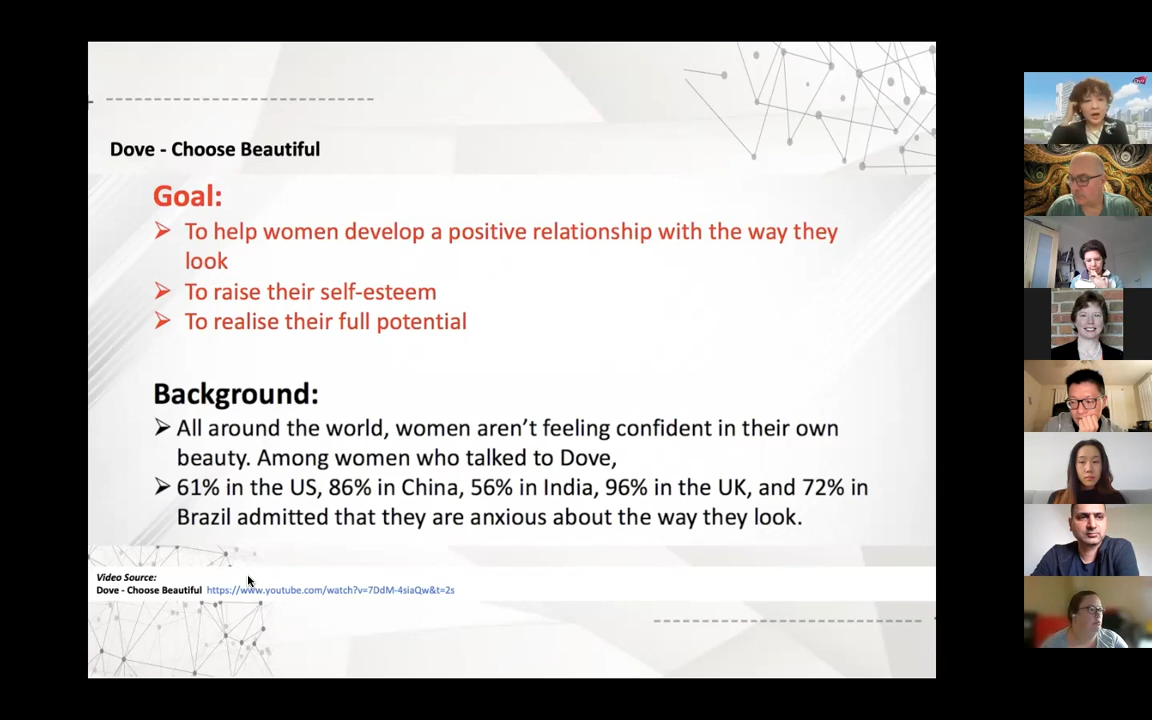 Dove - Choose Beautiful
Goal:
➢ To help women develop a positive relationship with the way they
look
➢ To raise their self-esteem
➢ To realise their full potential
Background:
➢ All around the world, women aren't feeling confident in their own
beauty. Among women who talked to Dove,
➢ 61% in the US, 86% in China, 56% in India, 96% in the UK, and 72% in
Brazil admitted that they are anxious about the way they look.
Video Source:
Dove - Choose Beautiful https://www.youtube.com/watch?v=7DdM-4siaQw&t=2s